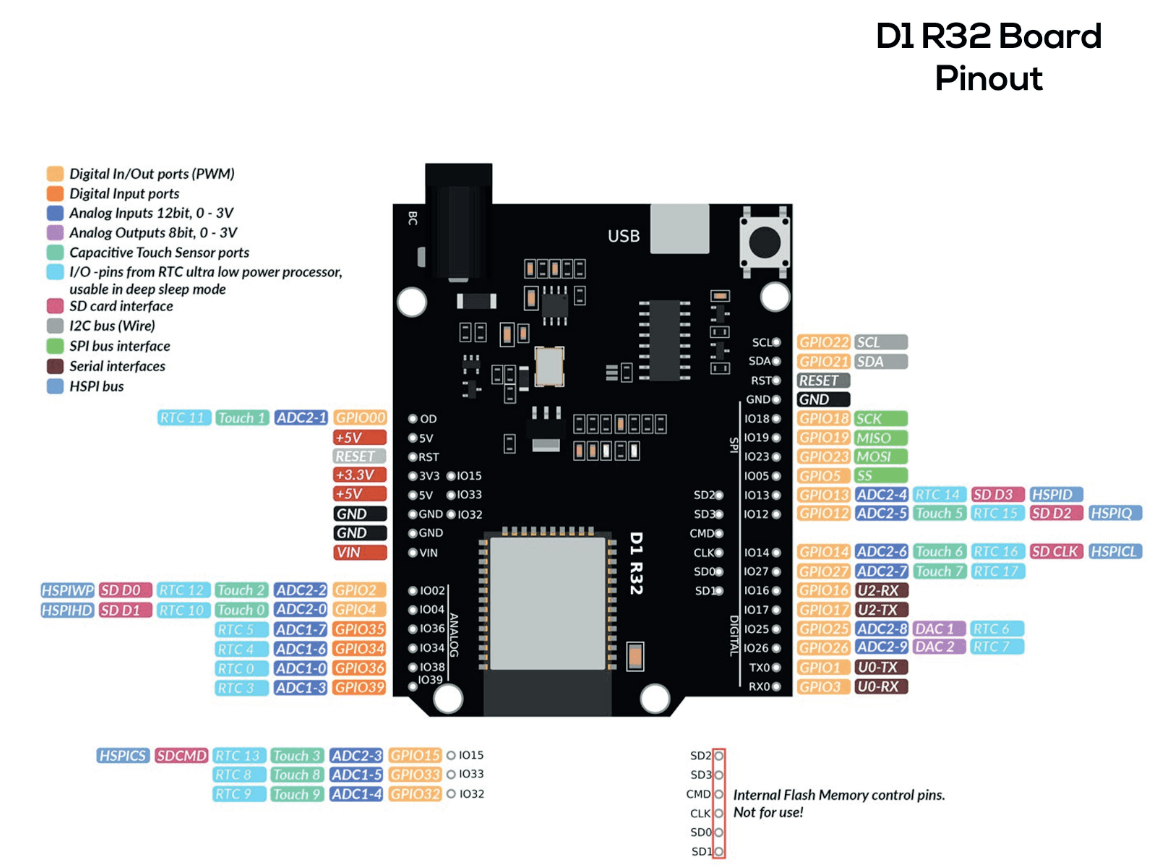 D1 R32 Board
Pinout
Digital In/Out ports (PWM)
Digital Input ports
Analog Inputs 12bit, 0 - 3V
Analog Outputs 8bit, 0 - 3V
Capacitive Touch Sensor ports
I/O -pins from RTC ultra low power processor,
usable in deep sleep mode
SD card interface
I2C bus (Wire)
SPI bus interface
Serial interfaces
HSPI bus
BC
USB
RTC 11 Touch 1 ADC2-1 GPIO00 OD
+5V 5V
RESET RST
+3.3V 3V3 IO15
+5V 5V IO33
GND GND IO32
GND GND
VIN VIN
HSPIWP SD D0 RTC 12 Touch 2 ADC2-2 GPIO2 IO02
HSPIHD SD D1 RTC 10 Touch 0 ADC2-0 GPIO4 IO04
RTC 5 ADC1-7 GPIO35 IO36
RTC 4 ADC1-6 GPIO34 IO34
RTC 0 ADC1-0 GPIO36 IO38
RTC 3 ADC1-3 GPIO39 IO39
ANALOG
D1 R32
SCL GPIO22 SCL
SDA GPIO21 SDA
RST RESET
GND GND
IO18 GPIO18 SCK
IO19 GPIO19 MISO
IO23 GPIO23 MOSI
IO05 GPIO5 SS
SPI
SD2 IO13 GPIO13 ADC2-4 RTC 14 SD D3 HSPID
SD3 IO12 GPIO12 ADC2-5 Touch 5 RTC 15 SD D2 HSPIQ
CMD
CLK IO14 GPIO14 ADC2-6 Touch 6 RTC 16 SD CLK HSPICL
SD0 IO27 GPIO27 ADC2-7 Touch 7 RTC 17
SD1 IO16 GPIO16 U2-RX
IO17 GPIO17 U2-TX
IO25 GPIO25 ADC2-8 DAC 1 RTC 6
IO26 GPIO26 ADC2-9 DAC 2 RTC 7
TX0 GPIO1 U0-TX
RX0 GPIO3 U0-RX
DIGITAL
HSPICS SDCMD RTC 13 Touch 3 ADC2-3 GPIO15 IO15
RTC 8 Touch 8 ADC1-5 GPIO33 IO33
RTC 9 Touch 9 ADC1-4 GPIO32 IO32
SD2
SD3
CMD
CLK
SD0
SD1
Internal Flash Memory control pins.
Not for use!